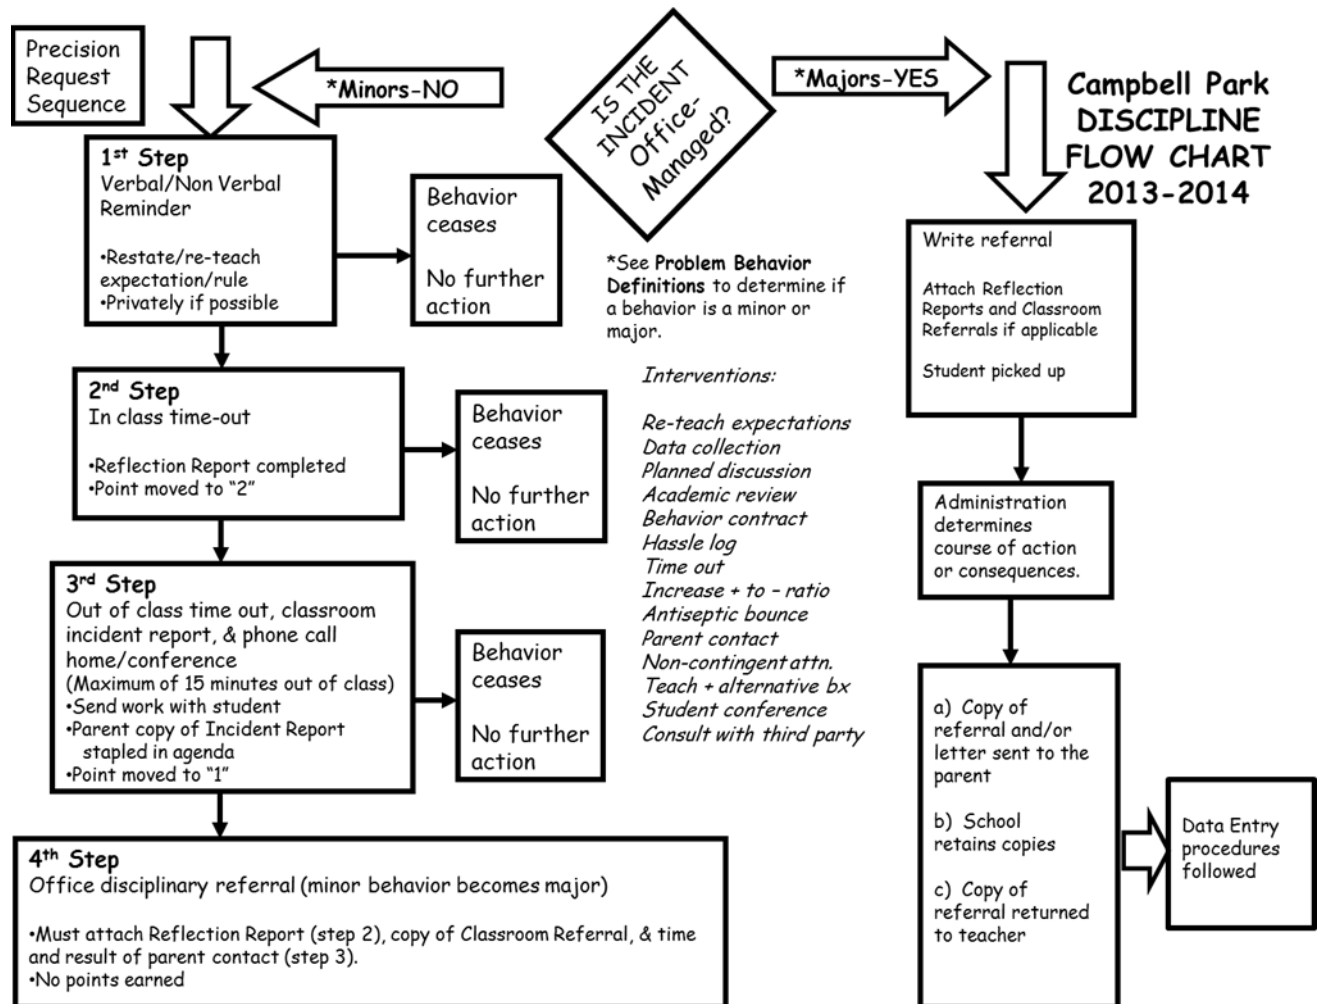 Precision
Request
Sequence
*Minors-NO
IS THE
INCIDENT
Office-
Managed?
*Majors-YES
Campbell Park
DISCIPLINE
FLOW CHART
2013-2014
1st Step
Verbal/Non Verbal
Reminder
•Restate/re-teach
expectation/rule
•Privately if possible
Behavior
ceases
No further
action
*See Problem Behavior
Definitions to determine if
a behavior is a minor or
major.
Write referral
Attach Reflection
Reports and Classroom
Referrals if applicable
Student picked up
2nd Step
In class time-out
•Reflection Report completed
•Point moved to “2”
Behavior
ceases
No further
action
Interventions:
Re-teach expectations
Data collection
Planned discussion
Academic review
Behavior contract
Hassle log
Time out
Increase + to – ratio
Antiseptic bounce
Parent contact
Non-contingent attn.
Teach + alternative bx
Student conference
Consult with third party
Administration
determines
course of action
or consequences.
3rd Step
Out of class time out, classroom
incident report, & phone call
home/conference
(Maximum of 15 minutes out of class)
•Send work with student
•Parent copy of Incident Report
stapled in agenda
•Point moved to “1”
Behavior
ceases
No further
action
a) Copy of
referral and/or
letter sent to the
parent
b) School
retains copies
c) Copy of
referral returned
to teacher
Data Entry
procedures
followed
4th Step
Office disciplinary referral (minor behavior becomes major)
•Must attach Reflection Report (step 2), copy of Classroom Referral, & time
and result of parent contact (step 3).
•No points earned